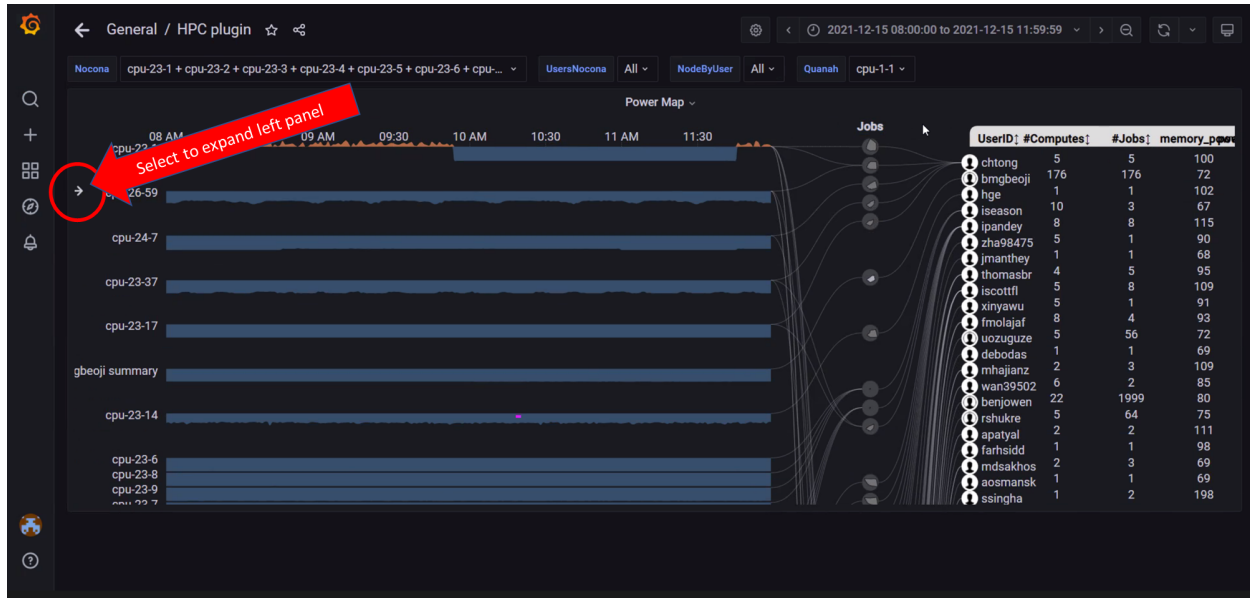 General / HPC plugin
2021-12-15 08:00:00 to 2021-12-15 11:59:59
Nocona cpu-23-1 + cpu-23-2 + cpu-23-3 + cpu-23-4 + cpu-23-5 + cpu-23-6 + cpu-... UsersNocona All NodeByUser All Quanah cpu-1-1
Power Map
Select to expand left panel
08 AM 09 AM 09:30 10 AM 10:30 11 AM 11:30
Jobs
UserID #Computes #Jobs
chtong 5 5 100
bmgbeoji 176 176 72
hge 1 1 102
iseason 10 3 67
ipandey 8 8 115
zha98475 5 1 90
jmanthey 1 1 68
thomasbr 4 5 95
iscottfl 5 8 109
xinyawu 5 1 91
fmolajaf 8 4 93
uozuguze 5 56 72
debodas 1 1 69
mhajianz 2 3 109
wan39502 6 2 85
benjowen 22 1999 80
rshukre 5 64 75
apatyal 2 2 111
farhsidd 1 1 98
mdsakhos 2 3 69
aosmansk 1 1 69
ssingha 1 2 198
26-59
cpu-24-7
cpu-23-37
cpu-23-17
gbeoji summary
cpu-23-14
cpu-23-6
cpu-23-8
cpu-23-9